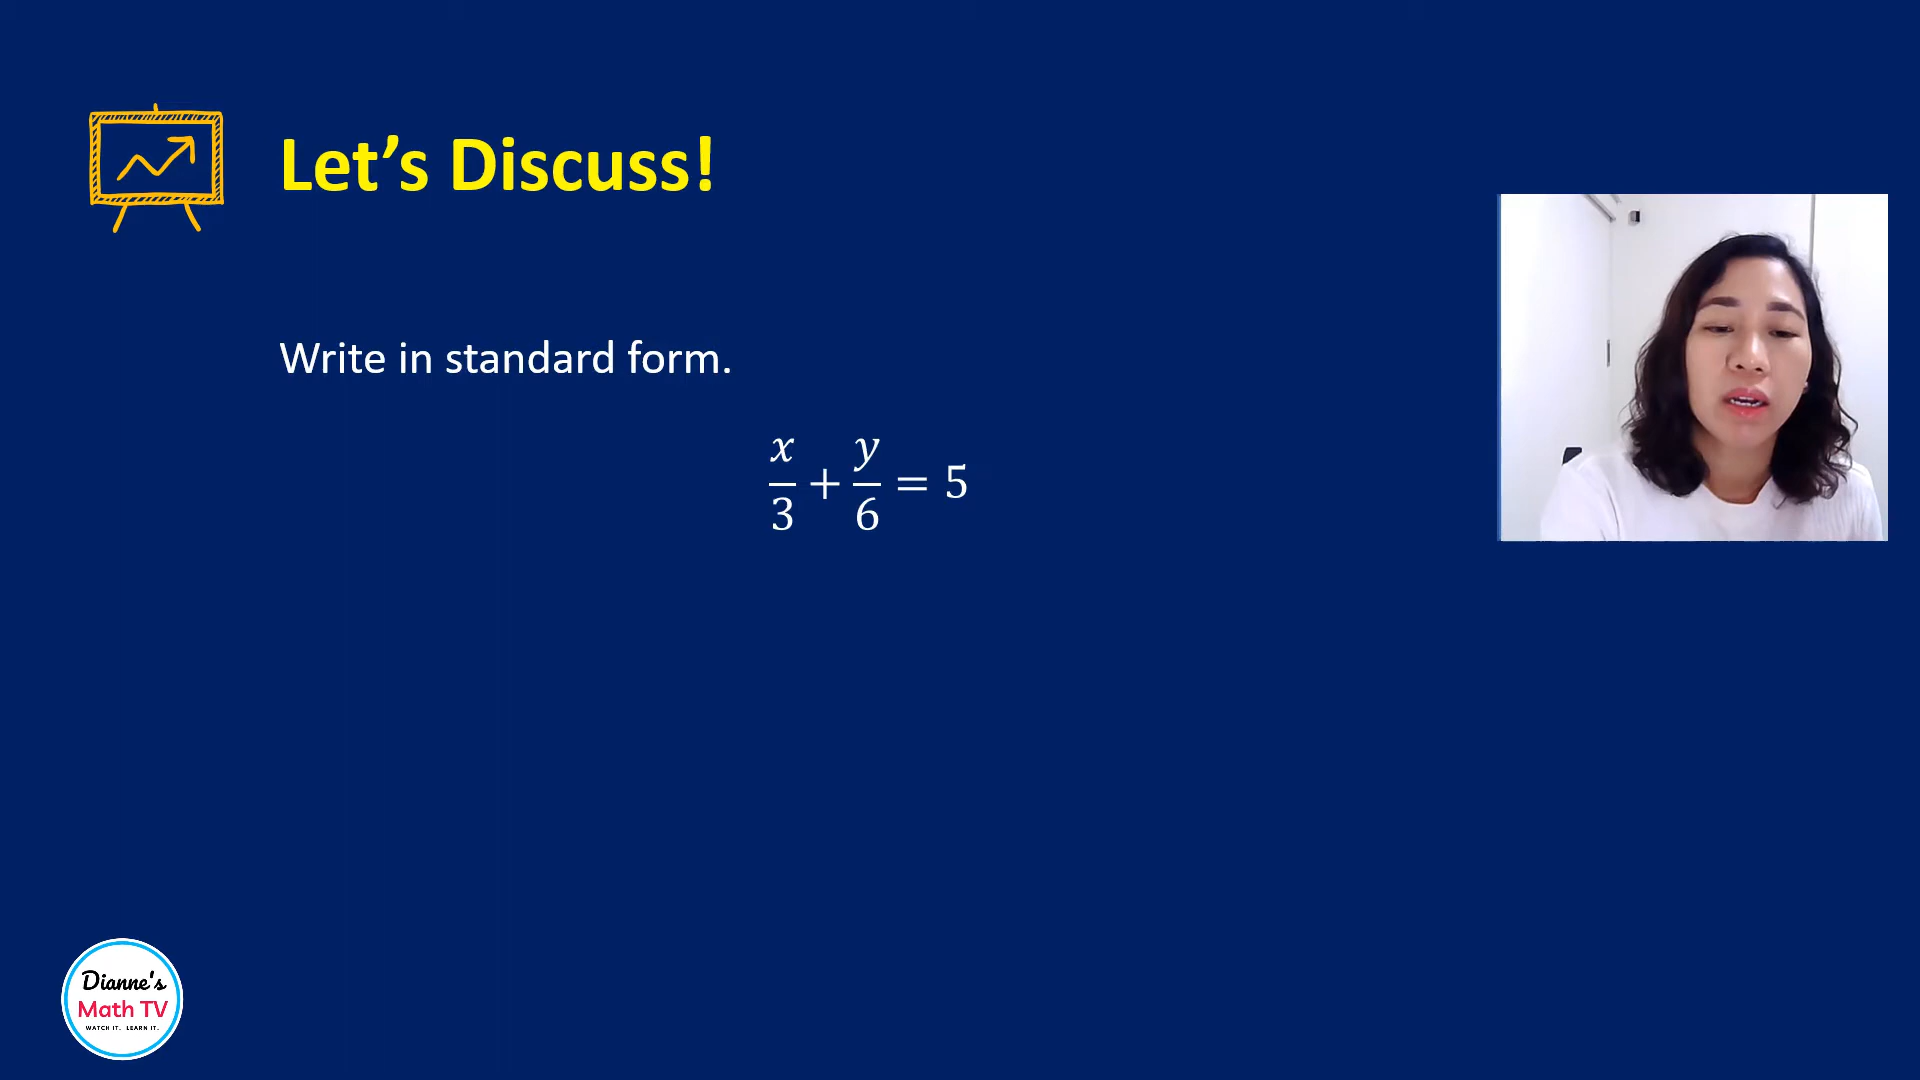 Let's Discuss!
Write in standard form.
x/3 + y/6 = 5
Dianne's
Math TV
WATCH IT. LEARN IT.